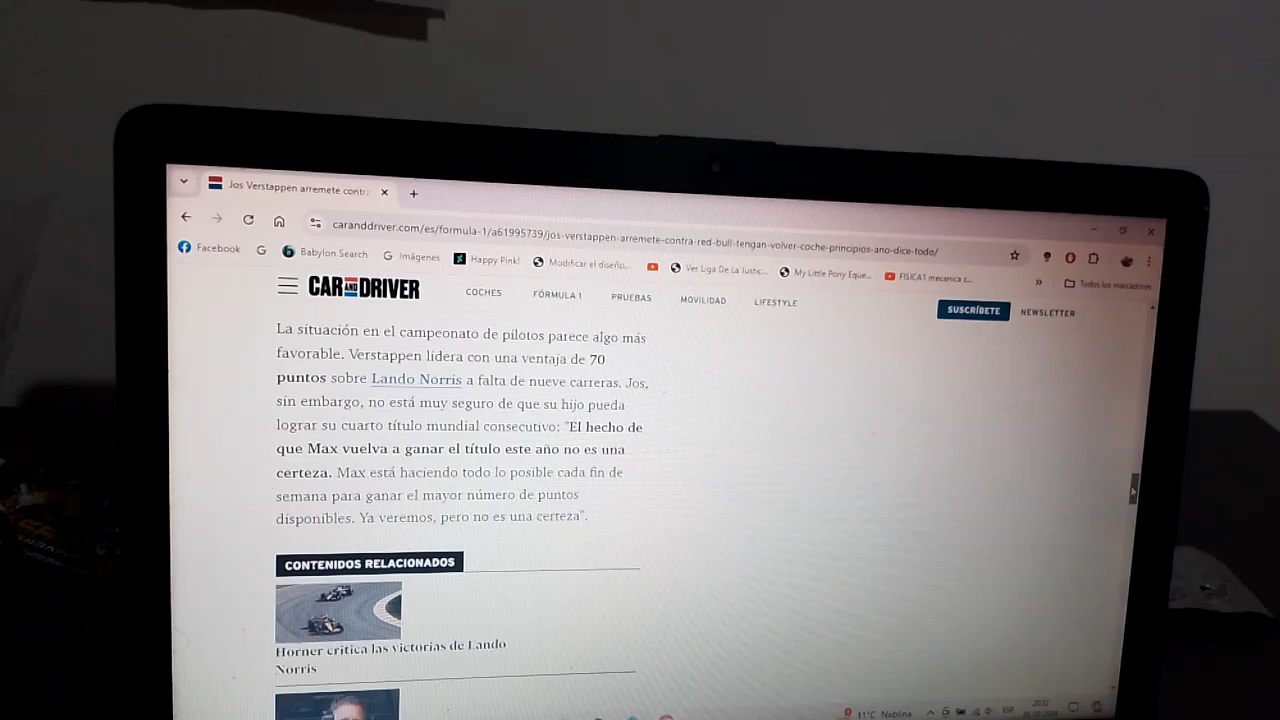 Jos Verstappen arremete contr
caranddriver.com/es/formula-1/a61995739/jos-verstappen-arremete-contra-red-bull-tengan-volver-coche-principios-ano-dice-todo/
Facebook G Babylon Search G Imágenes Happy Pink! Modificar el diseño,... Ver Liga De La Justic... My Little Pony Eque... FISICA1 mecanica c... » Todos los marcadores
CAR AND DRIVER COCHES FÓRMULA 1 PRUEBAS MOVILIDAD LIFESTYLE SUSCRÍBETE NEWSLETTER
La situación en el campeonato de pilotos parece algo más
favorable. Verstappen lidera con una ventaja de 70
puntos sobre Lando Norris a falta de nueve carreras. Jos,
sin embargo, no está muy seguro de que su hijo pueda
lograr su cuarto título mundial consecutivo: "El hecho de
que Max vuelva a ganar el título este año no es una
certeza. Max está haciendo todo lo posible cada fin de
semana para ganar el mayor número de puntos
disponibles. Ya veremos, pero no es una certeza".
CONTENIDOS RELACIONADOS
Horner critica las victorias de Lando
Norris
11°C Neblina ESP 20:32